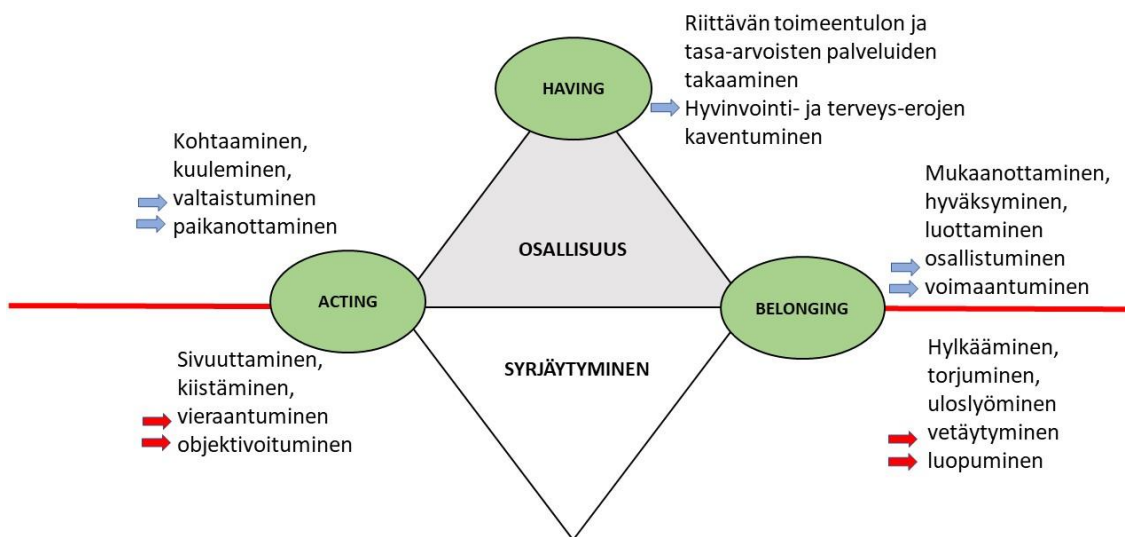 Riittävän toimeentulon ja
tasa-arvoisten palveluiden
takaaminen
Hyvinvointi- ja terveys-erojen
kaventuminen
HAVING
Kohtaaminen,
kuuleminen,
valtaistuminen
paikanottaminen
Mukaanottaminen,
hyväksyminen,
luottaminen
osallistuminen
voimaantuminen
OSALLISUUS
ACTING
BELONGING
Sivuuttaminen,
kiistäminen,
vieraantuminen
objektivoituminen
SYRJÄYTYMINEN
Hylkääminen,
torjuminen,
uloslyöminen
vetäytyminen
luopuminen